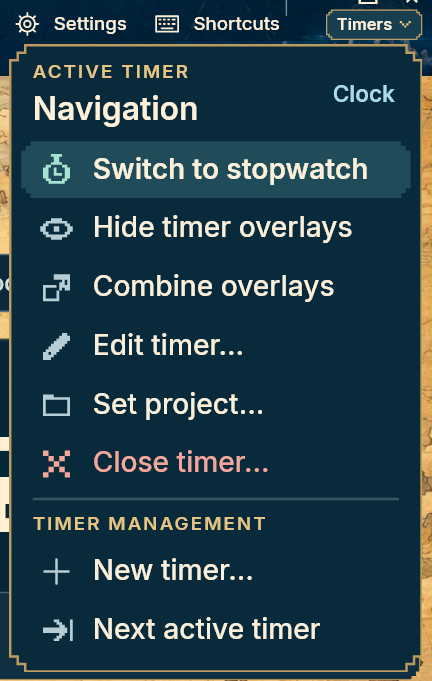 Settings
Shortcuts
Timers
ACTIVE TIMER
Navigation
Clock
Switch to stopwatch
Hide timer overlays
Combine overlays
Edit timer...
Set project...
Close timer...
TIMER MANAGEMENT
New timer...
Next active timer